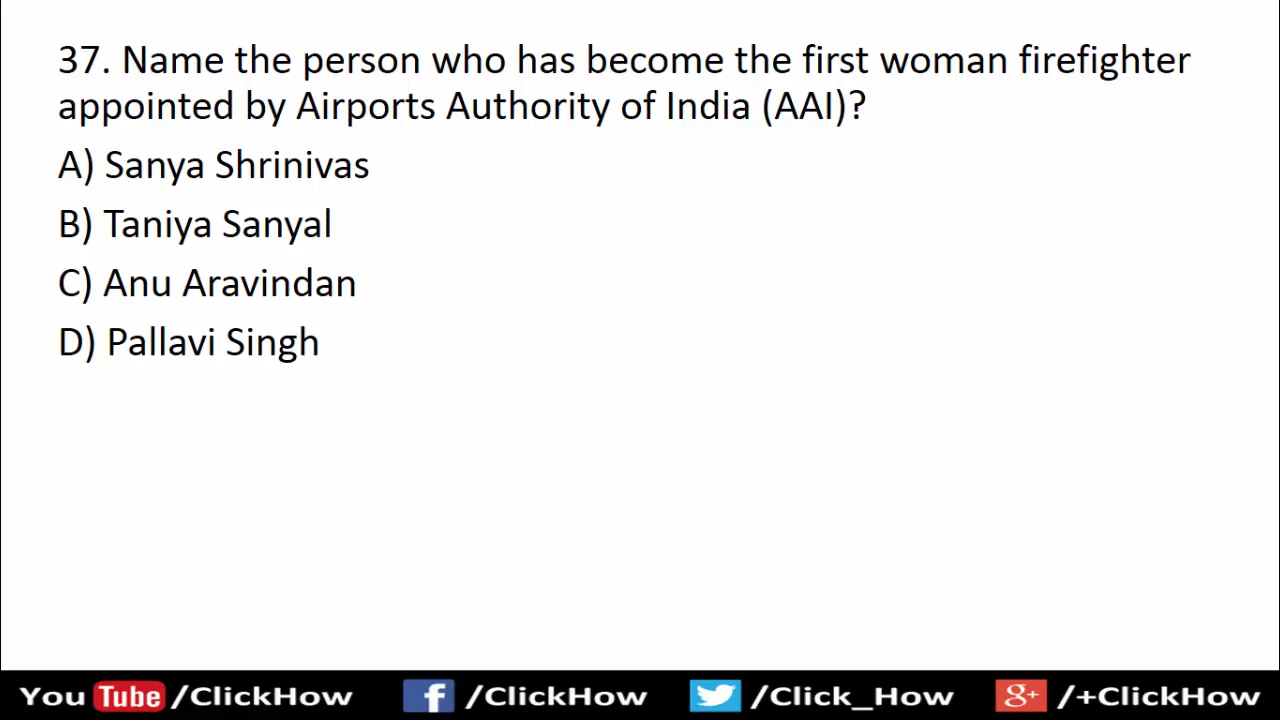 37. Name the person who has become the first woman firefighter
appointed by Airports Authority of India (AAI)?
A) Sanya Shrinivas
B) Taniya Sanyal
C) Anu Aravindan
D) Pallavi Singh
You Tube /ClickHow f /ClickHow /Click_How g+ /+ClickHow